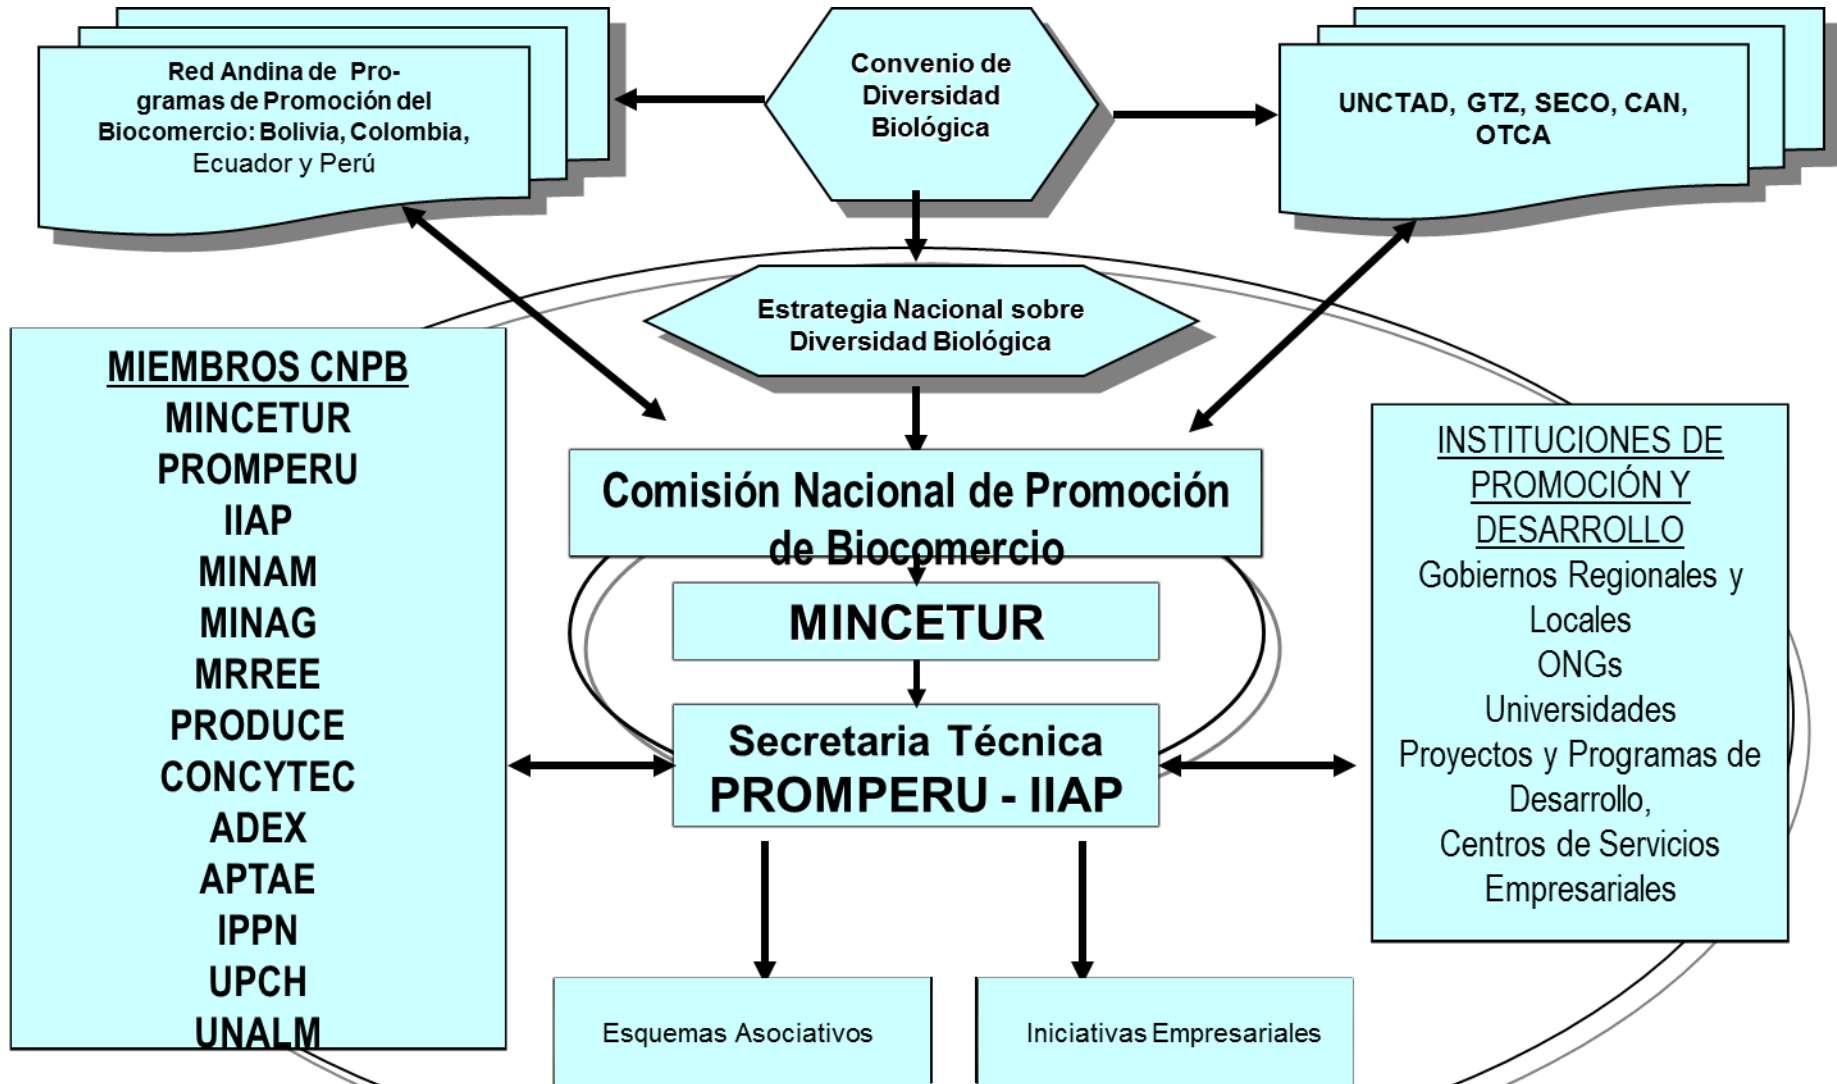 Red Andina de Pro-
gramas de Promoción del
Biocomercio: Bolivia, Colombia,
Ecuador y Perú
Convenio de
Diversidad
Biológica
UNCTAD, GTZ, SECO, CAN,
OTCA
Estrategia Nacional sobre
Diversidad Biológica
MIEMBROS CNPB
MINCETUR
PROMPERU
IIAP
MINAM
MINAG
MRREE
PRODUCE
CONCYTEC
ADEX
APTAE
IPPN
UPCH
UNALM
Comisión Nacional de Promoción
de Biocomercio
MINCETUR
Secretaria Técnica
PROMPERU - IIAP
INSTITUCIONES DE
PROMOCIÓN Y
DESARROLLO
Gobiernos Regionales y
Locales
ONGs
Universidades
Proyectos y Programas de
Desarrollo,
Centros de Servicios
Empresariales
Esquemas Asociativos
Iniciativas Empresariales